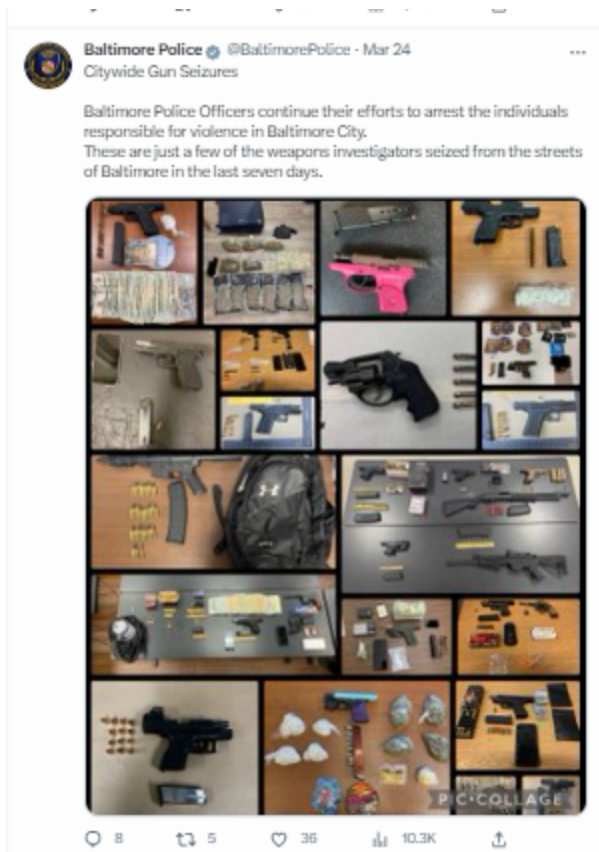 Baltimore Police @BaltimorePolice · Mar 24
Citywide Gun Seizures
Baltimore Police Officers continue their efforts to arrest the individuals
responsible for violence in Baltimore City.
These are just a few of the weapons investigators seized from the streets
of Baltimore in the last seven days.
PIC•COLLAGE
8 5 36 10.3K